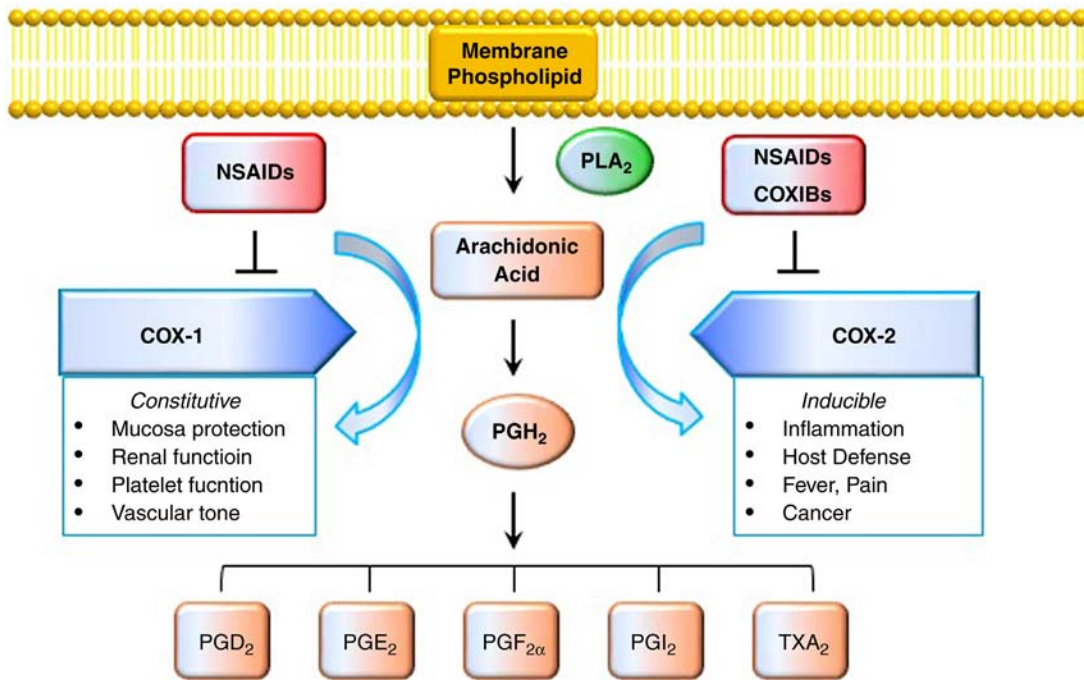 Membrane
Phospholipid
NSAIDs
PLA₂
NSAIDs
COXIBs
Arachidonic
Acid
COX-1
COX-2
Constitutive
• Mucosa protection
• Renal functioin
• Platelet fucntion
• Vascular tone
PGH₂
Inducible
• Inflammation
• Host Defense
• Fever, Pain
• Cancer
PGD₂
PGE₂
PGF₂α
PGI₂
TXA₂